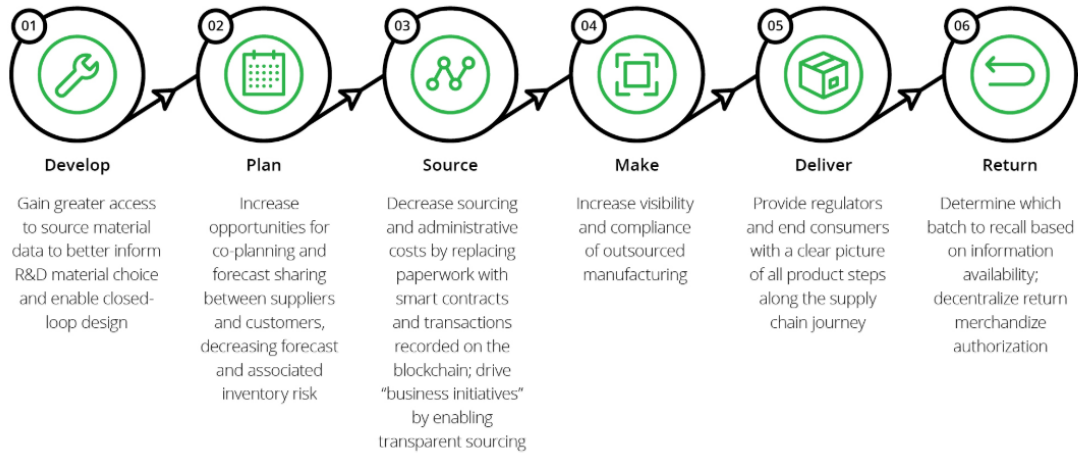 01
Develop
Gain greater access
to source material
data to better inform
R&D material choice
and enable closed-
loop design
02
Plan
Increase
opportunities for
co-planning and
forecast sharing
between suppliers
and customers,
decreasing forecast
and associated
inventory risk
03
Source
Decrease sourcing
and administrative
costs by replacing
paperwork with
smart contracts
and transactions
recorded on the
blockchain; drive
“business initiatives”
by enabling
transparent sourcing
04
Make
Increase visibility
and compliance
of outsourced
manufacturing
05
Deliver
Provide regulators
and end consumers
with a clear picture
of all product steps
along the supply
chain journey
06
Return
Determine which
batch to recall based
on information
availability;
decentralize return
merchandize
authorization